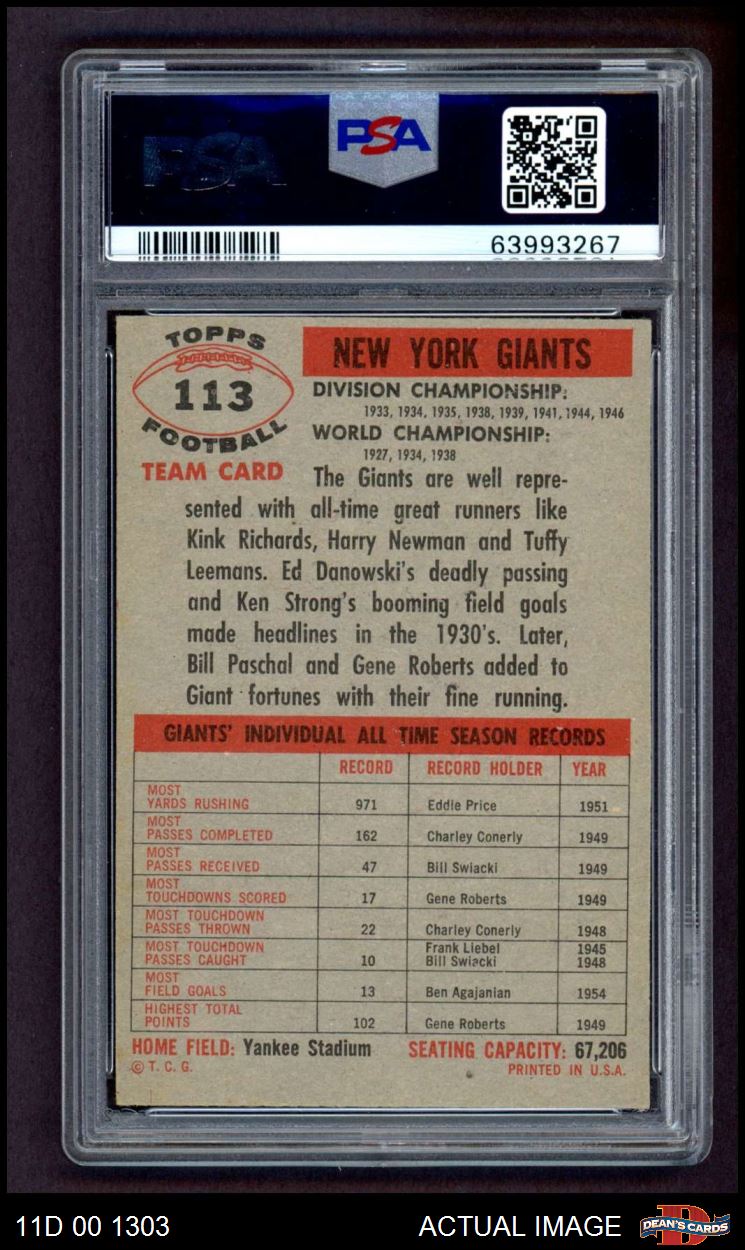 PSA
PSA
63993267
TOPPS
113
FOOTBALL
TEAM CARD
NEW YORK GIANTS
DIVISION CHAMPIONSHIP:
1933, 1934, 1935, 1938, 1939, 1941, 1944, 1946
WORLD CHAMPIONSHIP:
1927, 1934, 1938
The Giants are well repre-
sented with all-time great runners like
Kink Richards, Harry Newman and Tuffy
Leemans. Ed Danowski's deadly passing
and Ken Strong's booming field goals
made headlines in the 1930's. Later,
Bill Paschal and Gene Roberts added to
Giant fortunes with their fine running.
GIANTS' INDIVIDUAL ALL TIME SEASON RECORDS
RECORD RECORD HOLDER YEAR
MOST
YARDS RUSHING 971 Eddie Price 1951
MOST
PASSES COMPLETED 162 Charley Conerly 1949
MOST
PASSES RECEIVED 47 Bill Swiacki 1949
MOST
TOUCHDOWNS SCORED 17 Gene Roberts 1949
MOST TOUCHDOWN
PASSES THROWN 22 Charley Conerly 1948
MOST TOUCHDOWN Frank Liebel 1945
PASSES CAUGHT 10 Bill Swiacki 1948
MOST
FIELD GOALS 13 Ben Agajanian 1954
HIGHEST TOTAL
POINTS 102 Gene Roberts 1949
HOME FIELD: Yankee Stadium SEATING CAPACITY: 67,206
© T. C. G. PRINTED IN U.S.A.
11D 00 1303 ACTUAL IMAGE DEAN'S CARDS